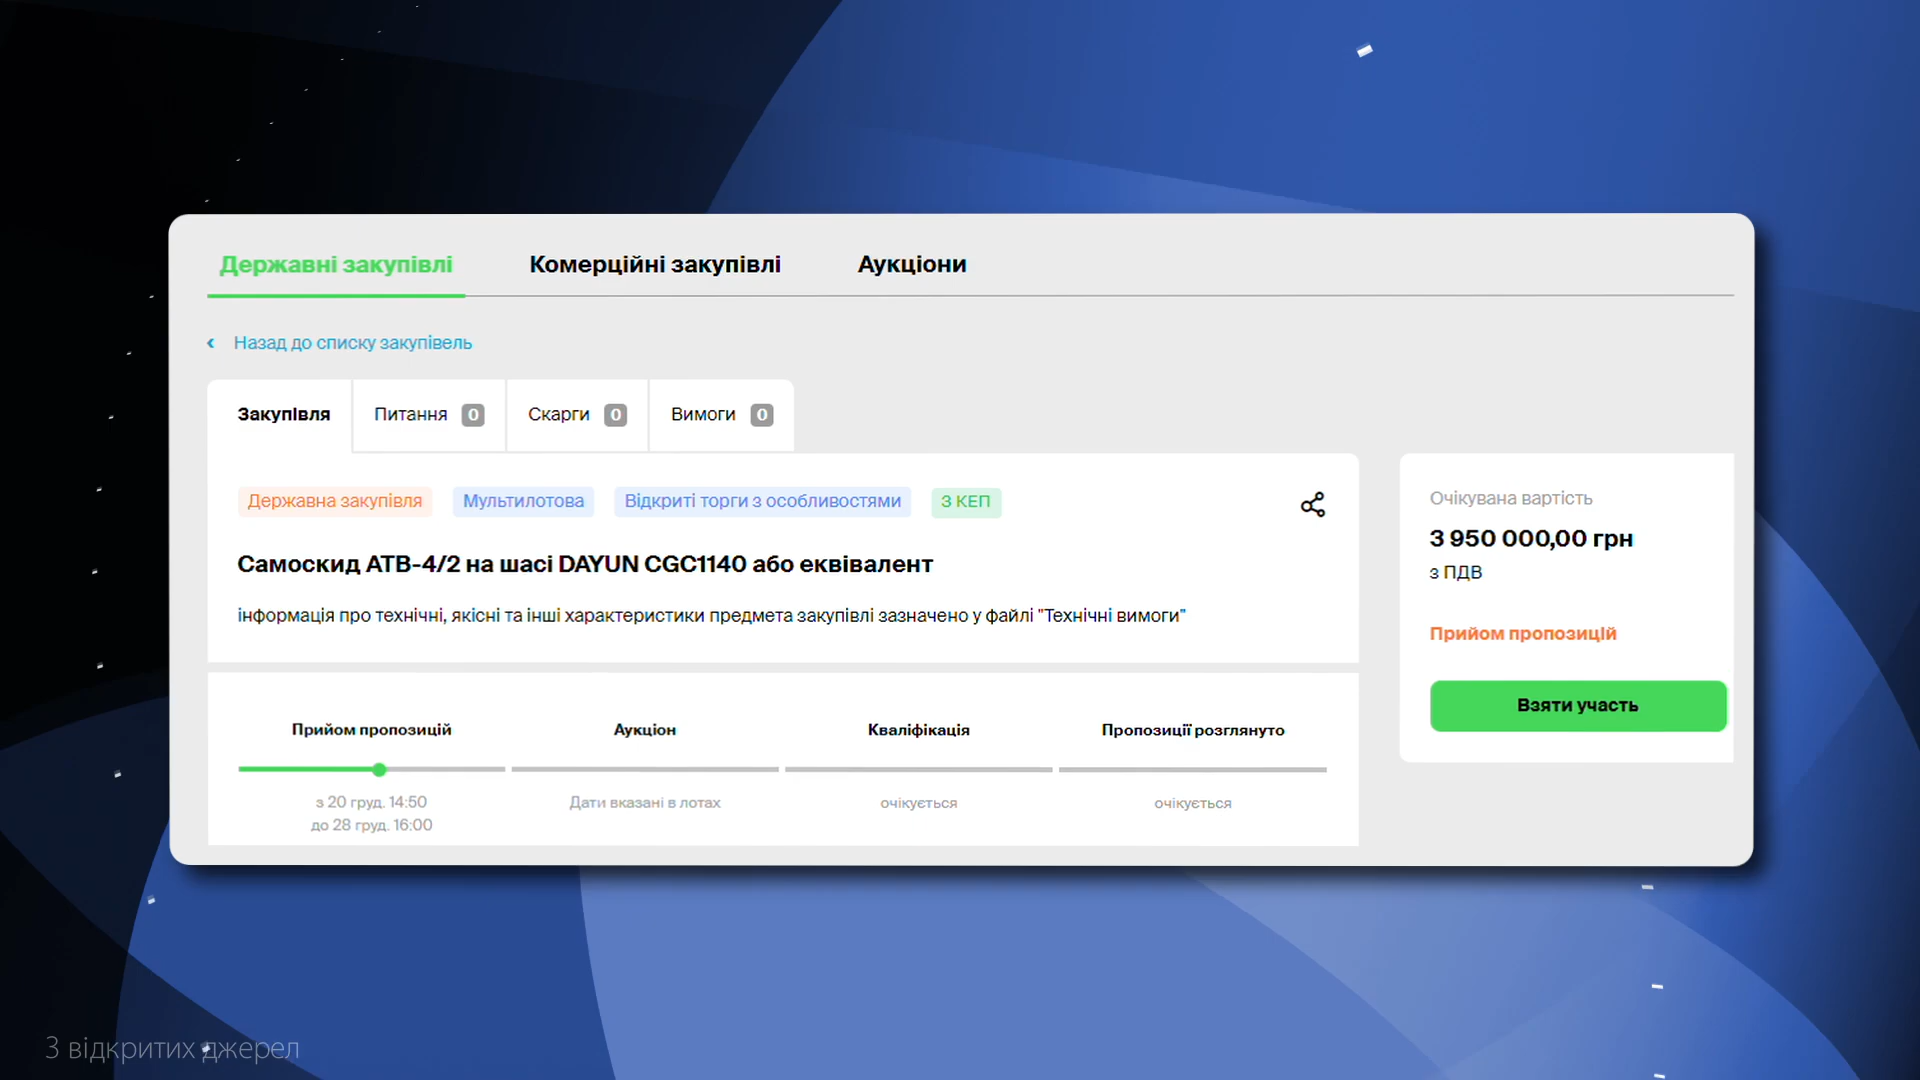 Державні закупівлі Комерційні закупівлі Аукціони
‹ Назад до списку закупівель
Закупівля Питання 0 Скарги 0 Вимоги 0
Державна закупівля Мультилотова Відкриті торги з особливостями З КЕП
Самоскид АТВ-4/2 на шасі DAYUN CGC1140 або еквівалент
інформація про технічні, якісні та інші характеристики предмета закупівлі зазначено у файлі "Технічні вимоги"
Очікувана вартість
3 950 000,00 грн
з ПДВ
Прийом пропозицій
Взяти участь
Прийом пропозицій Аукціон Кваліфікація Пропозиції розглянуто
з 20 груд. 14:50 Дати вказані в лотах очікується очікується
до 28 груд. 16:00
З відкритих джерел